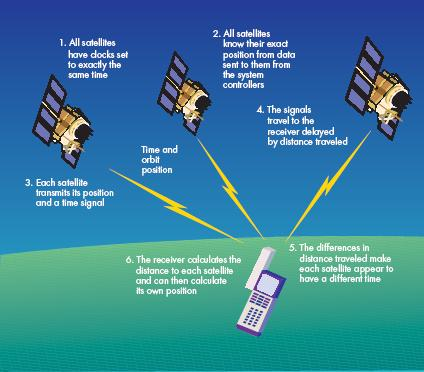 1. All satellites
have clocks set
to exactly the
same time
2. All satellites
know their exact
position from data
sent to them from
the system
controllers
3. Each satellite
transmits its position
and a time signal
Time and
orbit
position
4. The signals
travel to the
receiver delayed
by distance traveled
5. The differences in
distance traveled make
each satellite appear to
have a different time
6. The receiver calculates the
distance to each satellite
and can then calculate
its own position